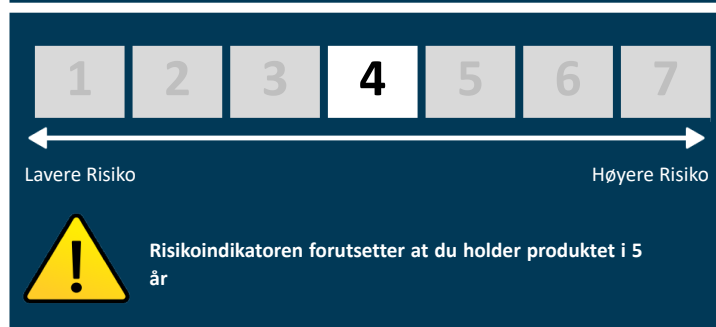 1 2 3 4 5 6 7
Lavere Risiko Høyere Risiko
!
Risikoindikatoren forutsetter at du holder produktet i 5
år